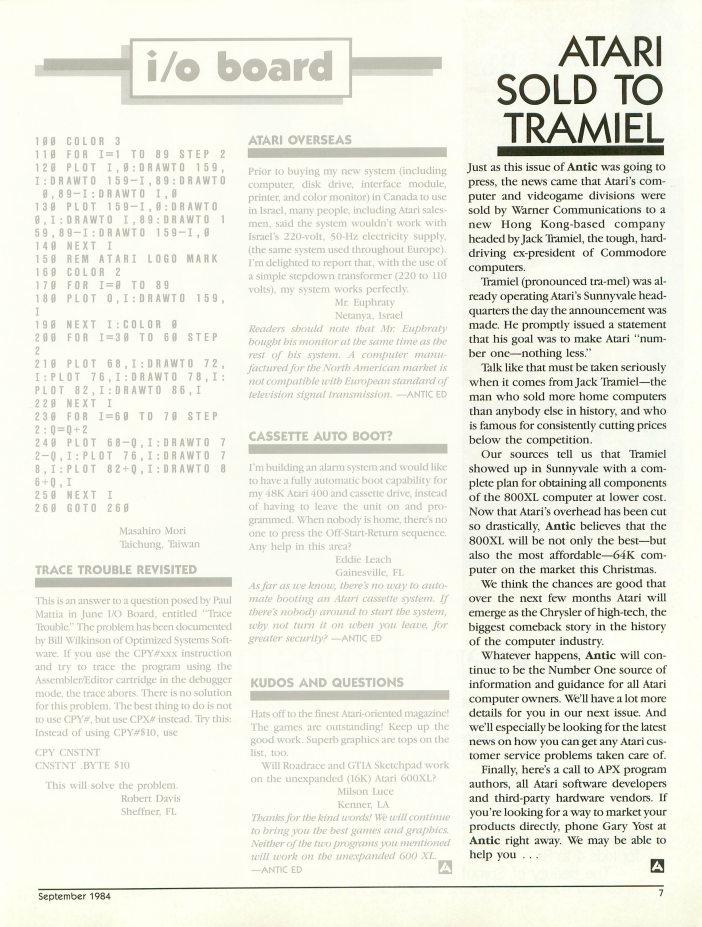 i/o board
100 COLOR 3
110 FOR I=1 TO 89 STEP 2
120 PLOT I,0:DRAWTO 159,
I:DRAWTO 159-I,89:DRAWTO
0,89-I:DRAWTO I,0
130 PLOT 159-I,0:DRAWTO
0,I:DRAWTO I,89:DRAWTO 1
59,89-I:DRAWTO 159-I,0
140 NEXT I
150 REM ATARI LOGO MARK
160 COLOR 2
170 FOR I=0 TO 89
180 PLOT 0,I:DRAWTO 159,
I
190 NEXT I:COLOR 0
200 FOR I=30 TO 60 STEP
2
210 PLOT 68,I:DRAWTO 72,
I:PLOT 76,I:DRAWTO 78,I:
PLOT 82,I:DRAWTO 86,I
220 NEXT I
230 FOR I=60 TO 70 STEP
2:Q=Q+2
240 PLOT 68-Q,I:DRAWTO 7
2-Q,I:PLOT 76,I:DRAWTO 7
8,I:PLOT 82+Q,I:DRAWTO 8
6+Q,I
250 NEXT I
260 GOTO 260
Masahiro Mori
Taichung, Taiwan
TRACE TROUBLE REVISITED
This is an answer to a question posed by Paul
Mattia in June I/O Board, entitled "Trace
Trouble." The problem has been documented
by Bill Wilkinson of Optimized Systems Soft-
ware. If you use the CPY#xxx instruction
and try to trace the program using the
Assembler/Editor cartridge in the debugger
mode, the trace aborts. There is no solution
for this problem. The best thing to do is not
to use CPY#, but use CPX# instead. Try this:
Instead of using CPY#$10, use
CPY CNSTNT
CNSTNT .BYTE $10
This will solve the problem.
Robert Davis
Sheffner, FL
ATARI OVERSEAS
Prior to buying my new system (including
computer, disk drive, interface module,
printer, and color monitor) in Canada to use
in Israel, many people, including Atari sales-
men, said the system wouldn't work with
Israel's 220-volt, 50-Hz electricity supply,
(the same system used throughout Europe).
I'm delighted to report that, with the use of
a simple stepdown transformer (220 to 110
volts), my system works perfectly.
Mr. Euphraty
Netanya, Israel
Readers should note that Mr. Euphraty
bought his monitor at the same time as the
rest of his system. A computer manu-
factured for the North American market is
not compatible with European standard of
television signal transmission. —ANTIC ED
CASSETTE AUTO BOOT?
I'm building an alarm system and would like
to have a fully automatic boot capability for
my 48K Atari 400 and cassette drive, instead
of having to leave the unit on and pro-
grammed. When nobody is home, there's no
one to press the Off-Start-Return sequence.
Any help in this area?
Eddie Leach
Gainesville, FL
As far as we know, there's no way to auto-
mate booting an Atari cassette system. If
there's nobody around to start the system,
why not turn it on when you leave, for
greater security? —ANTIC ED
KUDOS AND QUESTIONS
Hats off to the finest Atari-oriented magazine!
The games are outstanding! Keep up the
good work. Superb graphics are tops on the
list, too.
Will Roadrace and GTIA Sketchpad work
on the unexpanded (16K) Atari 600XL?
Milson Luce
Kenner, LA
Thanks for the kind words! We will continue
to bring you the best games and graphics.
Neither of the two programs you mentioned
will work on the unexpanded 600 XL.
—ANTIC ED
ATARI
SOLD TO
TRAMIEL
Just as this issue of Antic was going to
press, the news came that Atari's com-
puter and videogame divisions were
sold by Warner Communications to a
new Hong Kong-based company
headed by Jack Tramiel, the tough, hard-
driving ex-president of Commodore
computers.
Tramiel (pronounced tra-mel) was al-
ready operating Atari's Sunnyvale head-
quarters the day the announcement was
made. He promptly issued a statement
that his goal was to make Atari "num-
ber one—nothing less."
Talk like that must be taken seriously
when it comes from Jack Tramiel—the
man who sold more home computers
than anybody else in history, and who
is famous for consistently cutting prices
below the competition.
Our sources tell us that Tramiel
showed up in Sunnyvale with a com-
plete plan for obtaining all components
of the 800XL computer at lower cost.
Now that Atari's overhead has been cut
so drastically, Antic believes that the
800XL will be not only the best—but
also the most affordable—64K com-
puter on the market this Christmas.
We think the chances are good that
over the next few months Atari will
emerge as the Chrysler of high-tech, the
biggest comeback story in the history
of the computer industry.
Whatever happens, Antic will con-
tinue to be the Number One source of
information and guidance for all Atari
computer owners. We'll have a lot more
details for you in our next issue. And
we'll especially be looking for the latest
news on how you can get any Atari cus-
tomer service problems taken care of.
Finally, here's a call to APX program
authors, all Atari software developers
and third-party hardware vendors. If
you're looking for a way to market your
products directly, phone Gary Yost at
Antic right away. We may be able to
help you . . .
September 1984
7